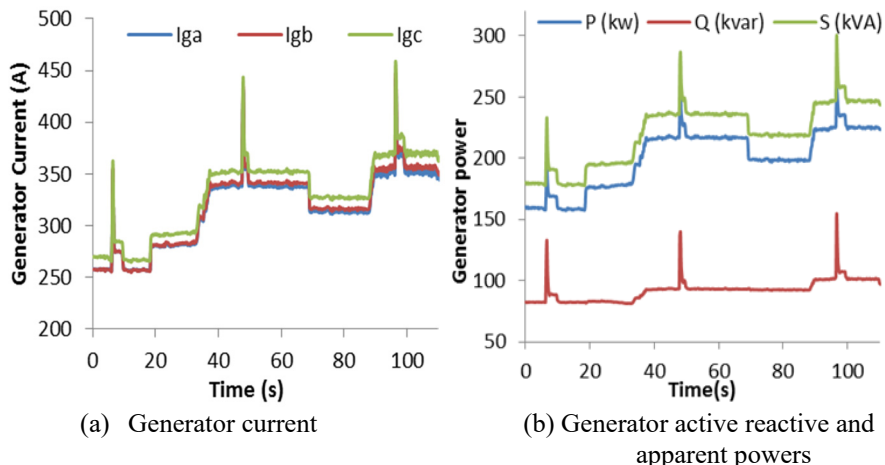 Iga Igb Igc
Generator Current (A)
500
450
400
350
300
250
200
0 20 40 60 80 100
Time (s)
(a) Generator current
P (kw) Q (kvar) S (kVA)
Generator power
300
250
200
150
100
50
0 20 40 60 80 100
Time(s)
(b) Generator active reactive and
apparent powers